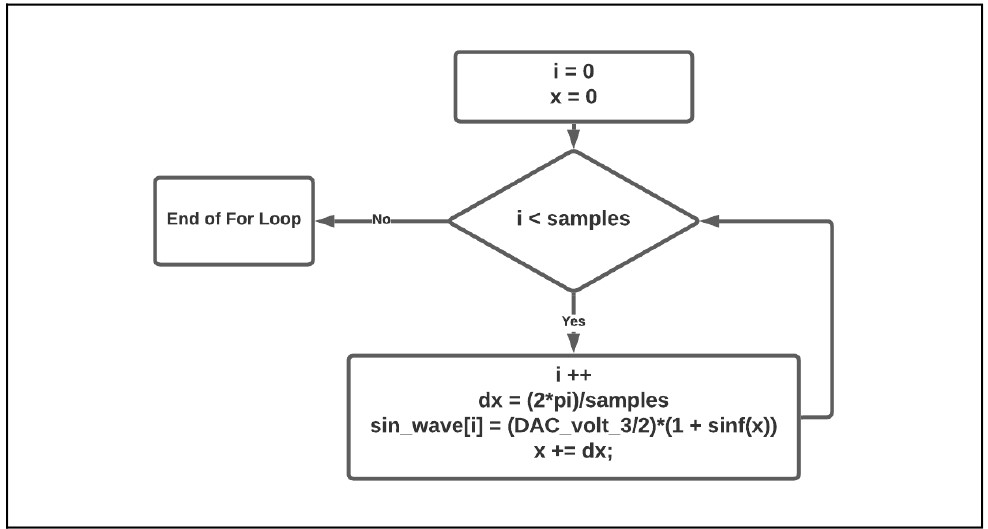 i = 0
x = 0
i < samples
No
End of For Loop
Yes
i ++
dx = (2*pi)/samples
sin_wave[i] = (DAC_volt_3/2)*(1 + sinf(x))
x += dx;